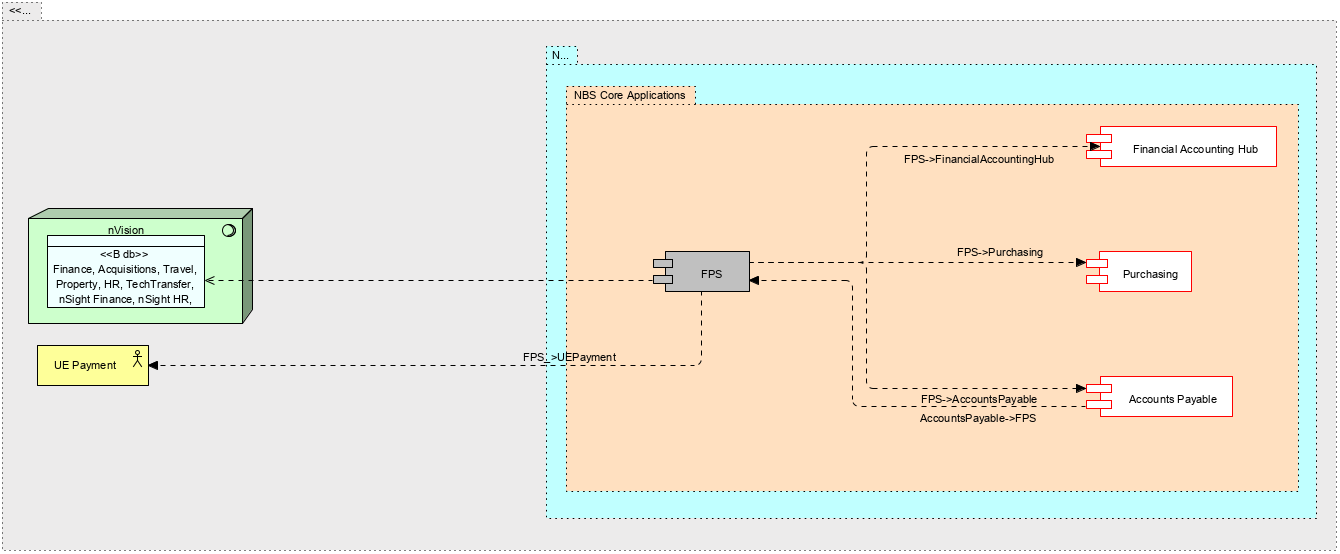 <<...
N...
NBS Core Applications
Financial Accounting Hub
FPS->FinancialAccountingHub
nVision
<<B db>>
Finance, Acquisitions, Travel,
Property, HR, TechTransfer,
nSight Finance, nSight HR,
FPS->Purchasing
FPS
Purchasing
FPS_>UEPayment
UE Payment
FPS->AccountsPayable
Accounts Payable
AccountsPayable->FPS